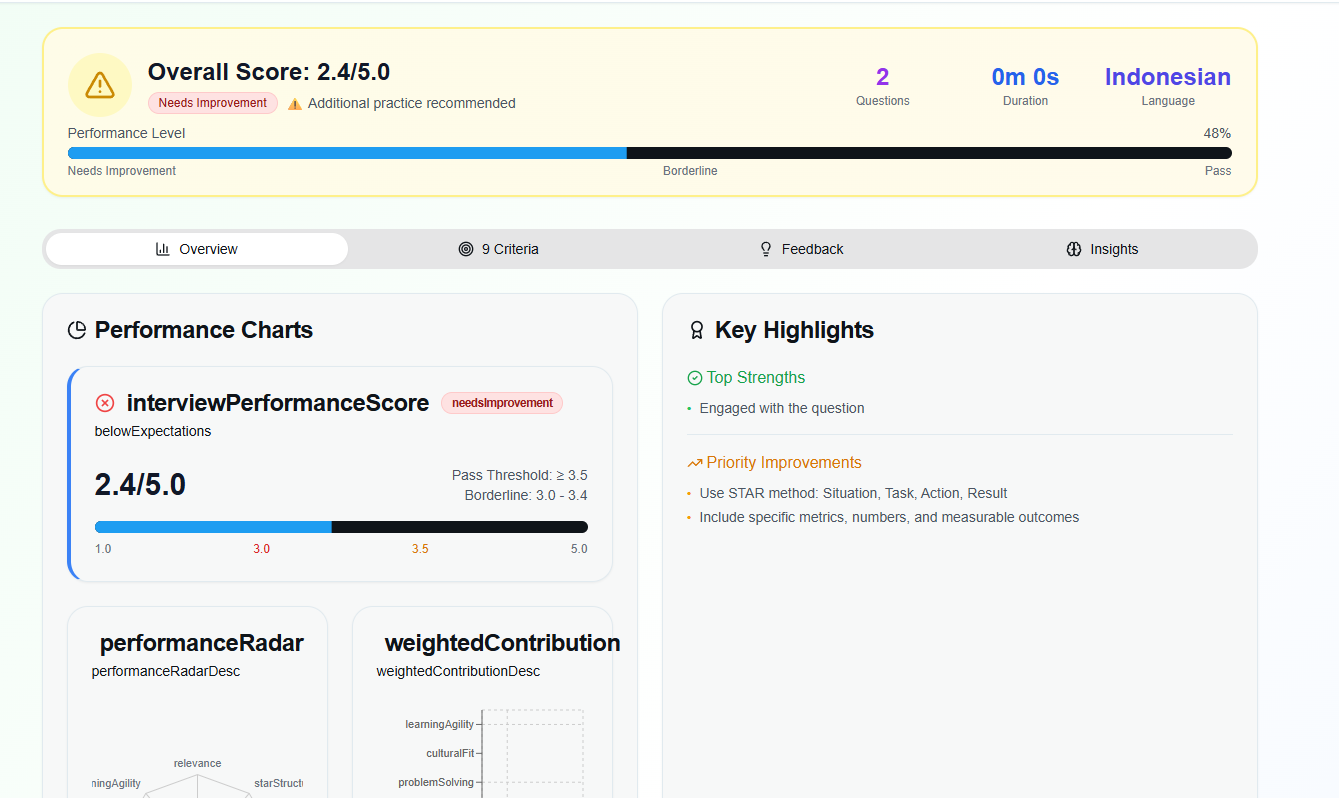 Overall Score: 2.4/5.0
Needs Improvement
Additional practice recommended
2
Questions
0m 0s
Duration
Indonesian
Language
Performance Level
48%
Needs Improvement
Borderline
Pass
Overview
9 Criteria
Feedback
Insights
Performance Charts
interviewPerformanceScore
needsImprovement
belowExpectations
2.4/5.0
Pass Threshold: ≥ 3.5
Borderline: 3.0 - 3.4
1.0
3.0
3.5
5.0
performanceRadar
performanceRadarDesc
relevance
ningAgility
starStruct
weightedContribution
weightedContributionDesc
learningAgility
culturalFit
problemSolving
Key Highlights
Top Strengths
• Engaged with the question
Priority Improvements
• Use STAR method: Situation, Task, Action, Result
• Include specific metrics, numbers, and measurable outcomes